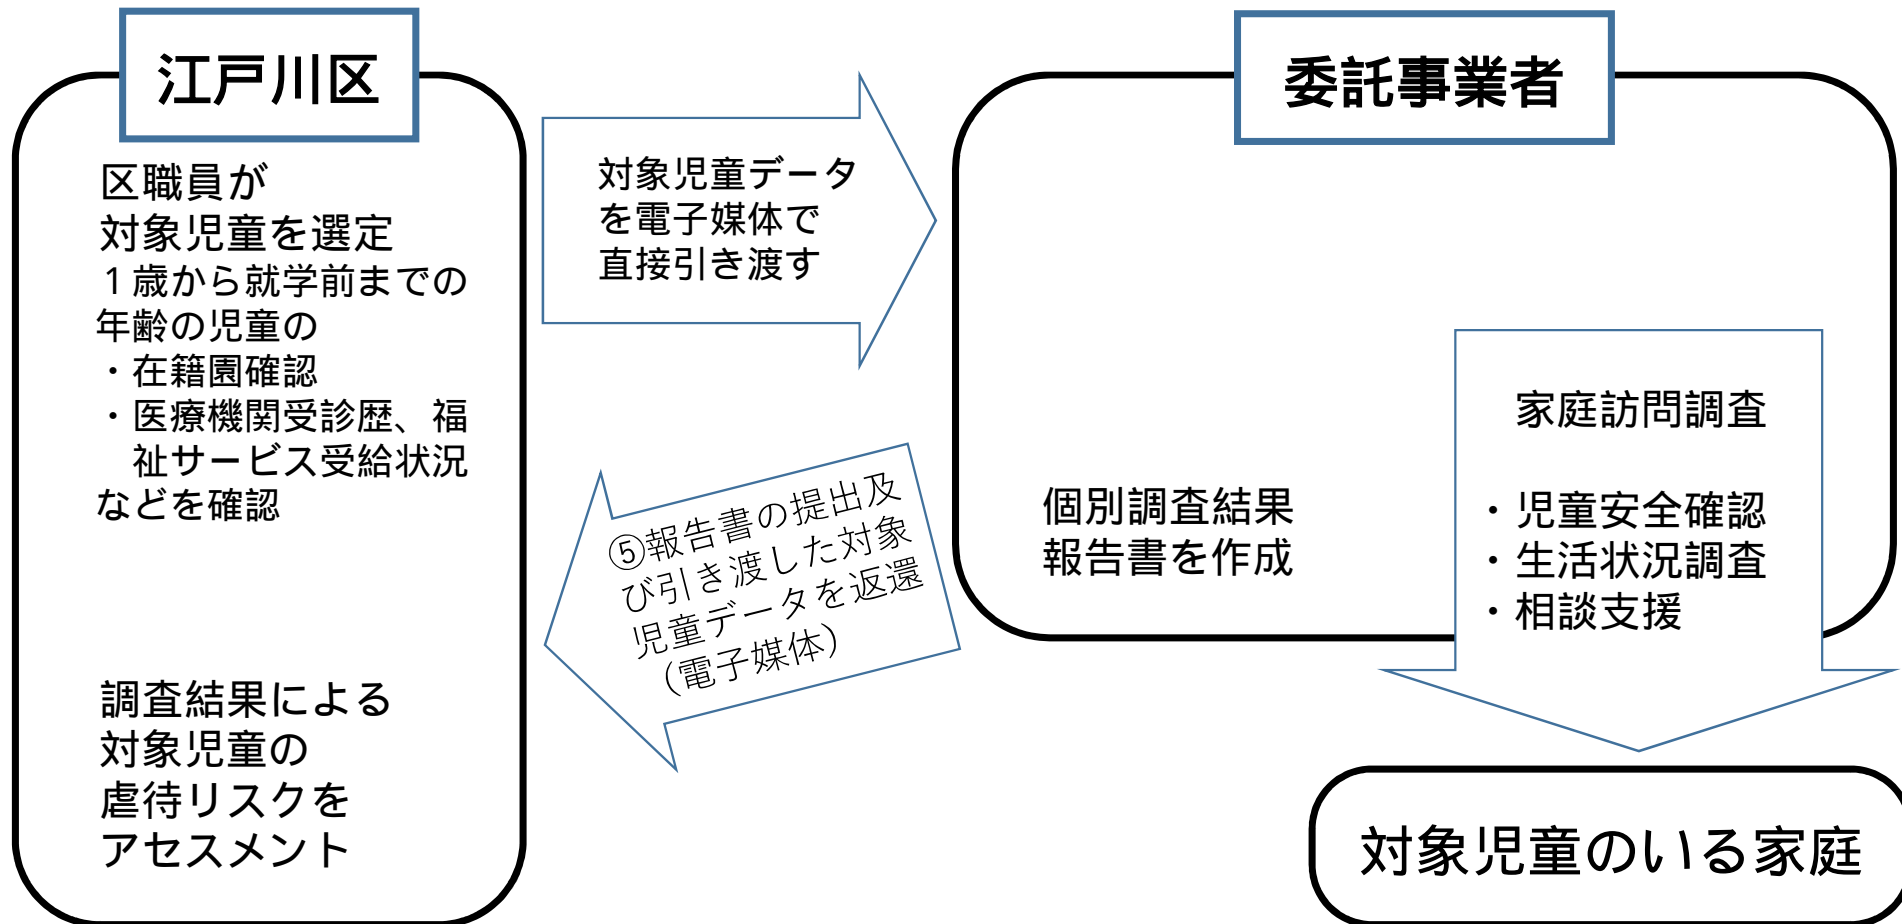 江戸川区
区職員が
対象児童を選定
１歳から就学前までの
年齢の児童の
・在籍園確認
・医療機関受診歴、福
祉サービス受給状況
などを確認
調査結果による
対象児童の
虐待リスクを
アセスメント
対象児童データ
を電子媒体で
直接引き渡す
委託事業者
家庭訪問調査
・児童安全確認
・生活状況調査
・相談支援
個別調査結果
報告書を作成
⑤報告書の提出及
び引き渡した対象
児童データを返還
（電子媒体）
対象児童のいる家庭